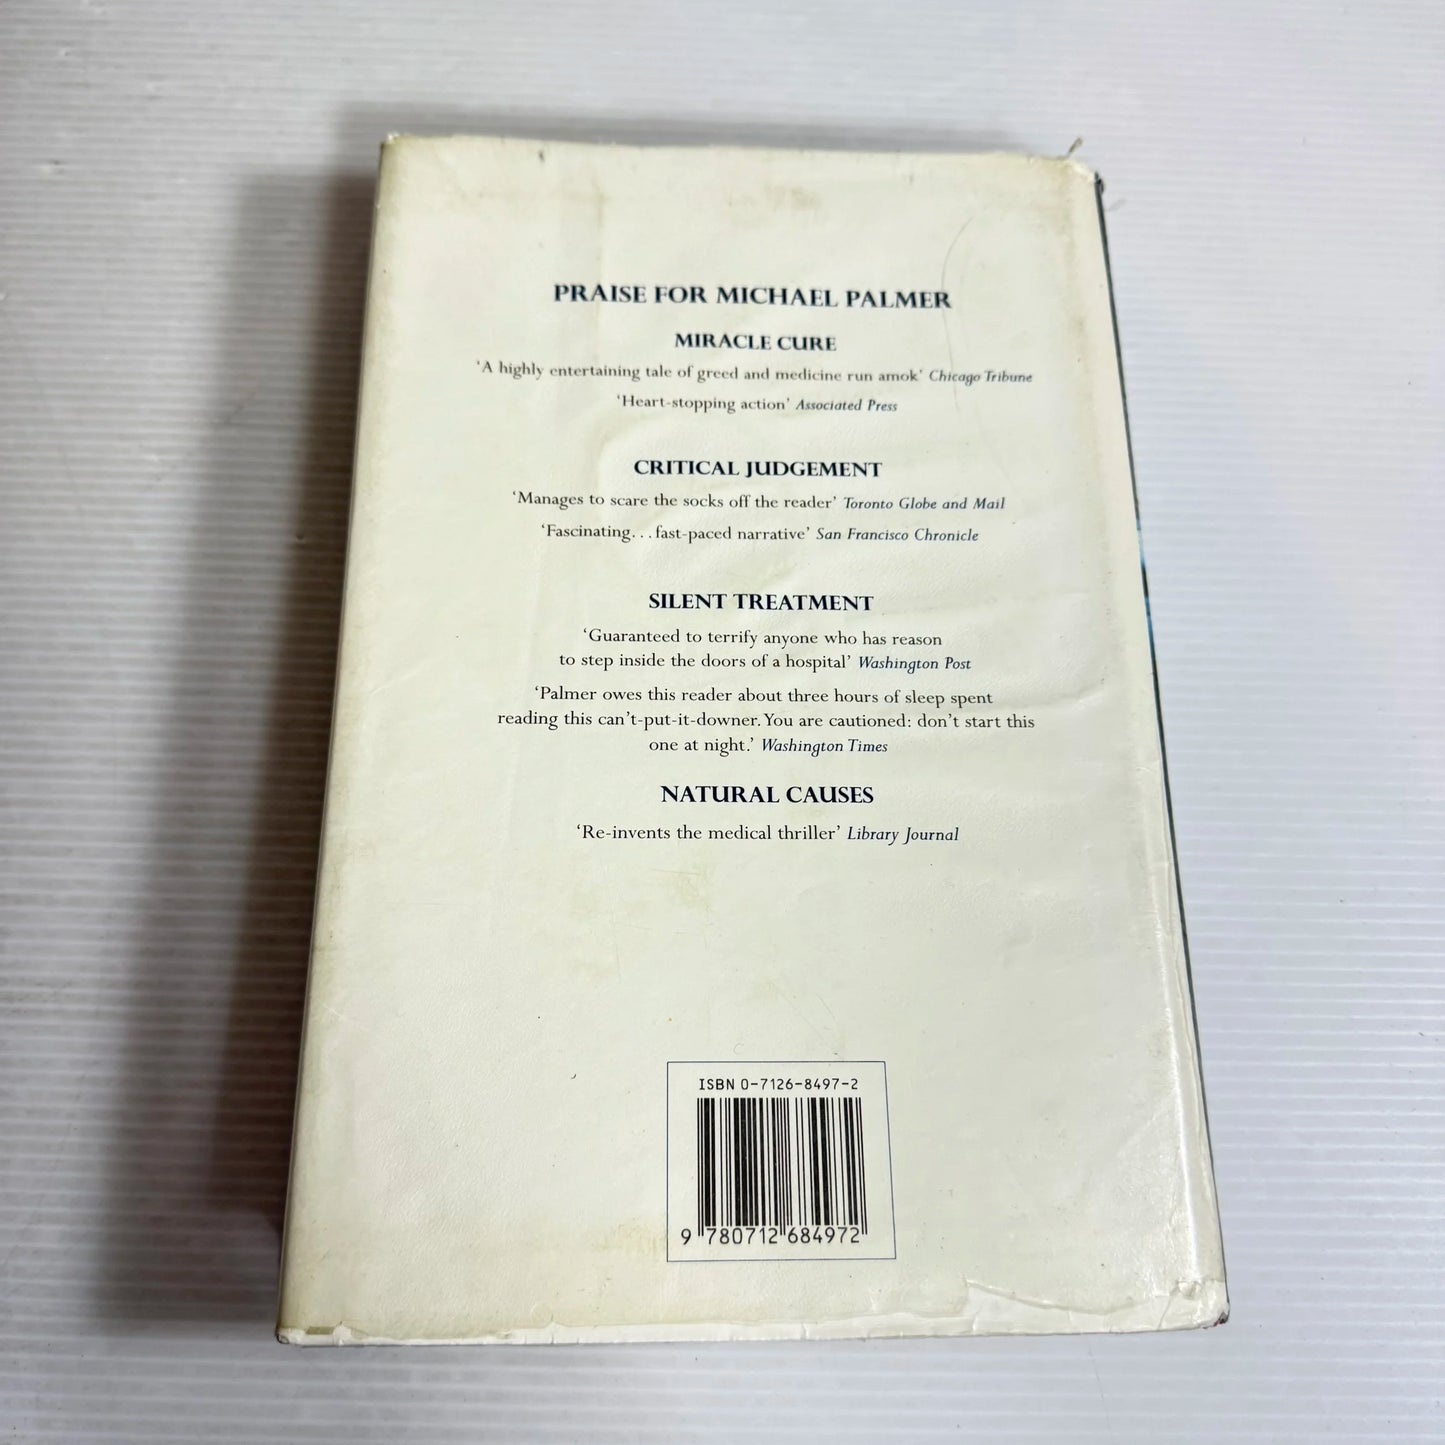 PRAISE FOR MICHAEL PALMER
MIRACLE CURE
‘A highly entertaining tale of greed and medicine run amok’ Chicago Tribune
‘Heart-stopping action’ Associated Press
CRITICAL JUDGEMENT
‘Manages to scare the socks off the reader’ Toronto Globe and Mail
‘Fascinating. . . fast-paced narrative’ San Francisco Chronicle
SILENT TREATMENT
‘Guaranteed to terrify anyone who has reason
to step inside the doors of a hospital’ Washington Post
‘Palmer owes this reader about three hours of sleep spent
reading this can’t-put-it-downer. You are cautioned: don’t start this
one at night.’ Washington Times
NATURAL CAUSES
‘Re-invents the medical thriller’ Library Journal
ISBN 0-7126-8497-2
9 780712 684972